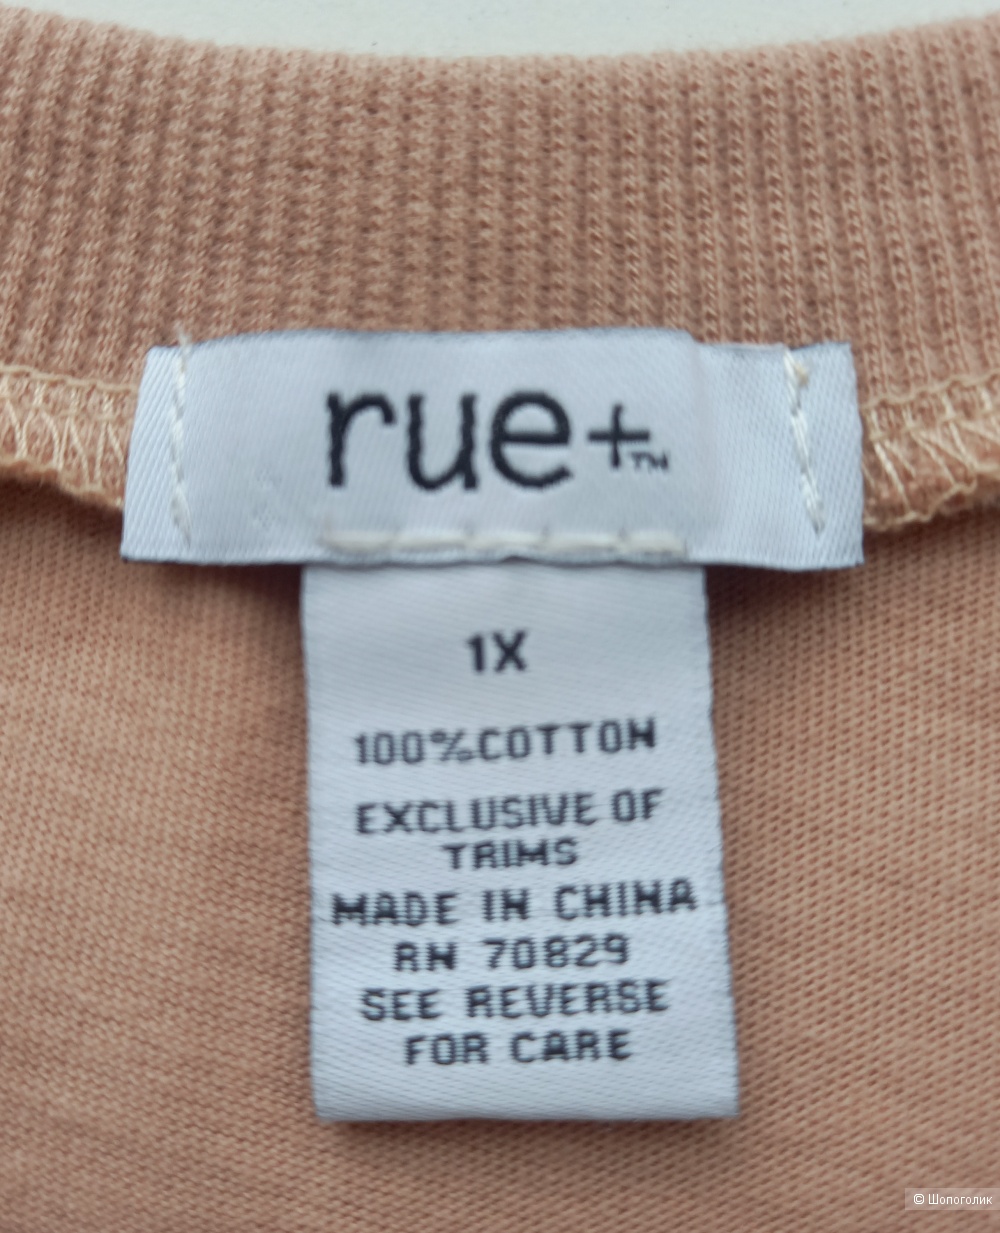 rue+™
1X
100%COTTON
EXCLUSIVE OF
TRIMS
MADE IN CHINA
RN 70829
SEE REVERSE
FOR CARE
© Шопоголик